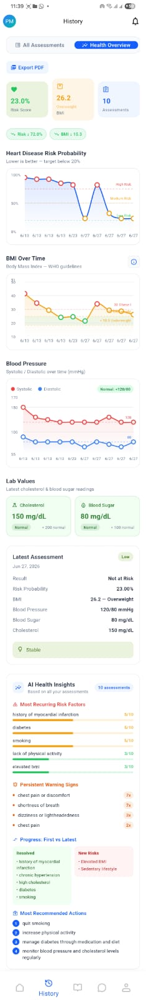 11:39
59
PM
History
All Assessments
Health Overview
Export PDF
23.0%
Risk Score
26.2
Overweight
BMI
10
Assessments
Risk ↓ 72.0%
BMI ↓ 15.3
Heart Disease Risk Probability
Lower is better — target below 20%
100%
High Risk
Medium Risk
50%
Low Risk
0%
6/13 6/13 6/13 6/13 6/23 6/27 6/27 6/27 6/27 6/27
BMI Over Time
Body Mass Index — WHO guidelines
51
50
40
30 Obese I
30
20
< 18.5 Underweight
10
6/13 6/13 6/13 6/13 6/23 6/27 6/27 6/27 6/27 6/27
Blood Pressure
Systolic / Diastolic over time (mmHg)
Systolic
Diastolic
Normal: <120/80
170
150
120
100
80
55
6/13 6/13 6/13 6/13 6/23 6/27 6/27 6/27 6/27 6/27
Lab Values
Latest cholesterol & blood sugar readings
Cholesterol
150 mg/dL
Normal
< 200 normal
Blood Sugar
80 mg/dL
Normal
< 100 normal
Latest Assessment
Low
Jun 27, 2026
Result Not at Risk
Risk Probability 23.00%
BMI 26.2 — Overweight
Blood Pressure 120/80 mmHg
Blood Sugar 80 mg/dL
Cholesterol 150 mg/dL
Stable
AI Health Insights
Based on all your assessments
10 assessments
Most Recurring Risk Factors
history of myocardial infarction 5/10
diabetes 5/10
smoking 5/10
lack of physical activity 3/10
elevated bmi 3/10
Persistent Warning Signs
• chest pain or discomfort 7x
• shortness of breath 7x
• dizziness or lightheadedness 3x
• chest pain 2x
Progress: First vs Latest
Resolved
• history of myocardial
infarction
• chronic hypertension
• high cholesterol
• diabetes
• smoking
New Risks
• Elevated BMI
• Sedentary lifestyle
Most Recommended Actions
1 quit smoking
2 increase physical activity
3 manage diabetes through medication and diet
4 monitor blood pressure and cholesterol levels
regularly
History